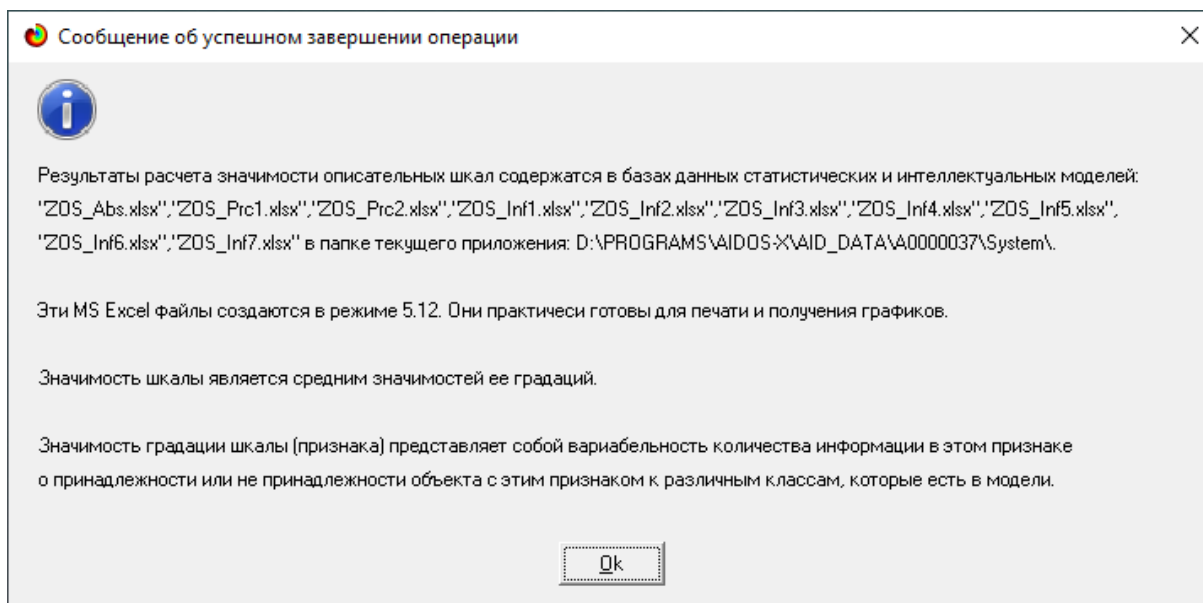 Сообщение об успешном завершении операции
Результаты расчета значимости описательных шкал содержатся в базах данных статистических и интеллектуальных моделей:
"ZOS_Abs.xlsx","ZOS_Prc1.xlsx","ZOS_Prc2.xlsx","ZOS_Inf1.xlsx","ZOS_Inf2.xlsx","ZOS_Inf3.xlsx","ZOS_Inf4.xlsx","ZOS_Inf5.xlsx",
"ZOS_Inf6.xlsx","ZOS_Inf7.xlsx" в папке текущего приложения: D:\PROGRAMS\AIDOS-X\AID_DATA\A0000037\System\.
Эти MS Excel файлы создаются в режиме 5.12. Они практичеси готовы для печати и получения графиков.
Значимость шкалы является средним значимостей ее градаций.
Значимость градации шкалы (признака) представляет собой вариабельность количества информации в этом признаке
о принадлежности или не принадлежности объекта с этим признаком к различным классам, которые есть в модели.
Ok